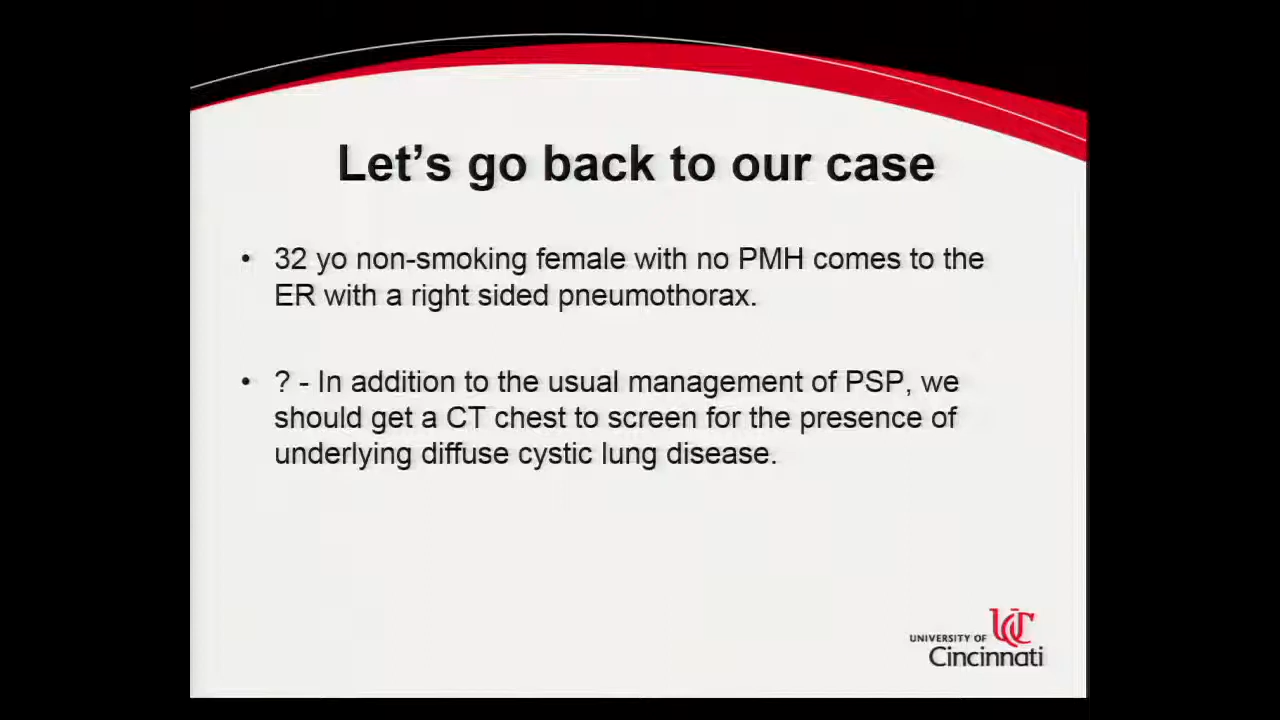 Let's go back to our case
• 32 yo non-smoking female with no PMH comes to the
ER with a right sided pneumothorax.
• ? - In addition to the usual management of PSP, we
should get a CT chest to screen for the presence of
underlying diffuse cystic lung disease.
UC
UNIVERSITY OF
Cincinnati